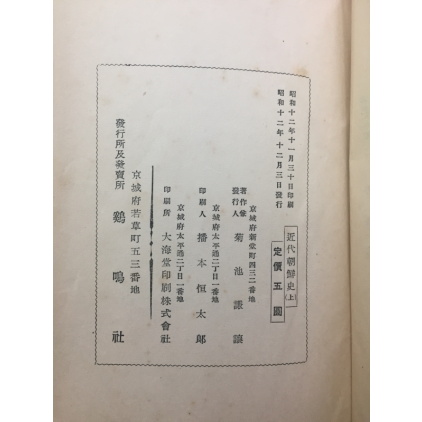 昭和十二年十一月三十日印刷
昭和十二年十二月三日發行
近代朝鮮史(上)
定價五圓
京城府新堂町四三二番地
著作兼
發行人 菊池謙讓
京城府太平通二丁目一番地
印刷人 播本恒太郎
京城府太平通二丁目一番地
印刷所 大海堂印刷株式會社
京城府若草町五三番地
發行所及發賣所 鷄鳴社